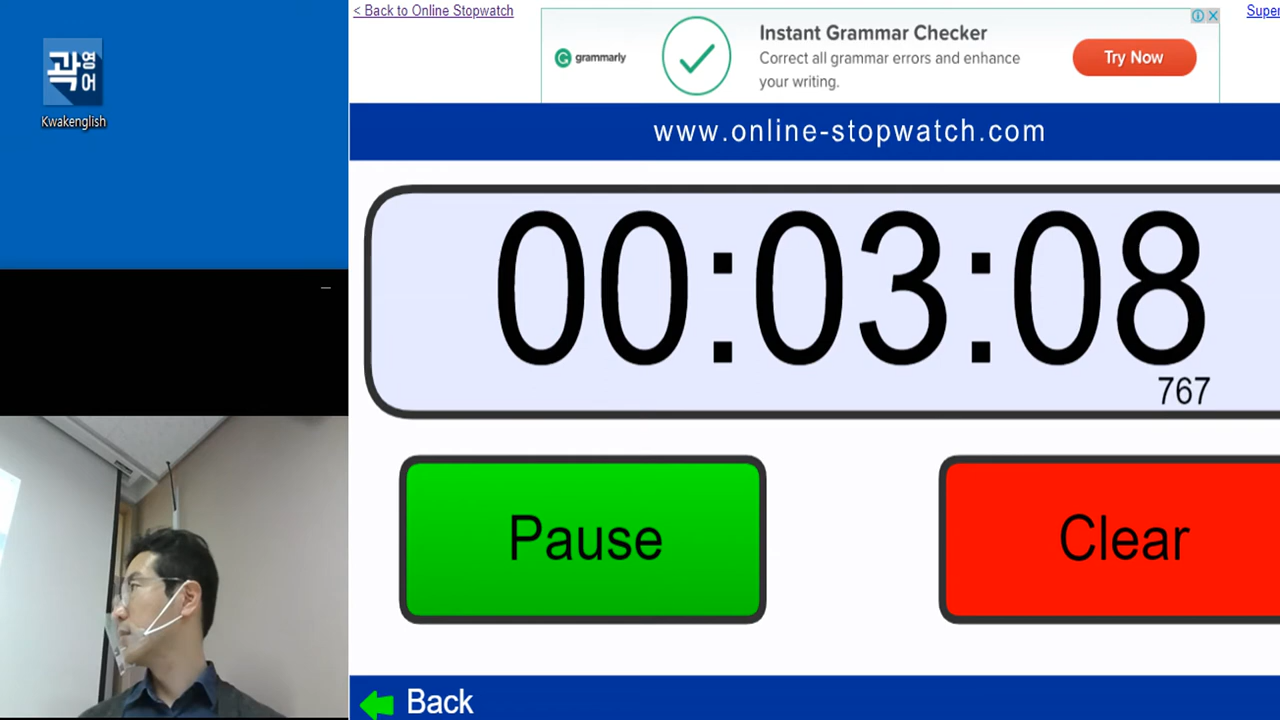 < Back to Online Stopwatch
Super
grammarly
Instant Grammar Checker
Correct all grammar errors and enhance
your writing.
Try Now
곽영어
Kwakenglish
www.online-stopwatch.com
00:03:08
767
Pause
Clear
Back